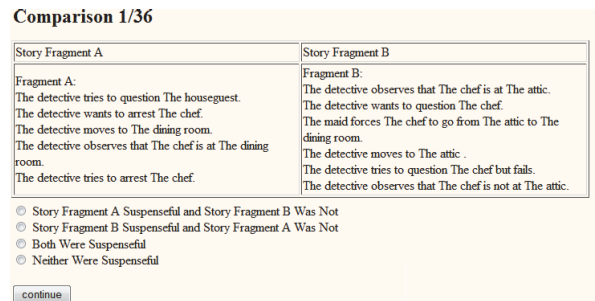 Comparison 1/36
Story Fragment A
Story Fragment B
Fragment A:
The detective tries to question The houseguest.
The detective wants to arrest The chef.
The detective moves to The dining room.
The detective observes that The chef is at The dining
room.
The detective tries to arrest The chef.
Fragment B:
The detective observes that The chef is at The attic.
The detective wants to question The chef.
The maid forces The chef to go from The attic to The
dining room.
The detective moves to The attic .
The detective tries to question The chef but fails.
The detective observes that The chef is not at The attic.
Story Fragment A Suspenseful and Story Fragment B Was Not
Story Fragment B Suspenseful and Story Fragment A Was Not
Both Were Suspenseful
Neither Were Suspenseful
continue